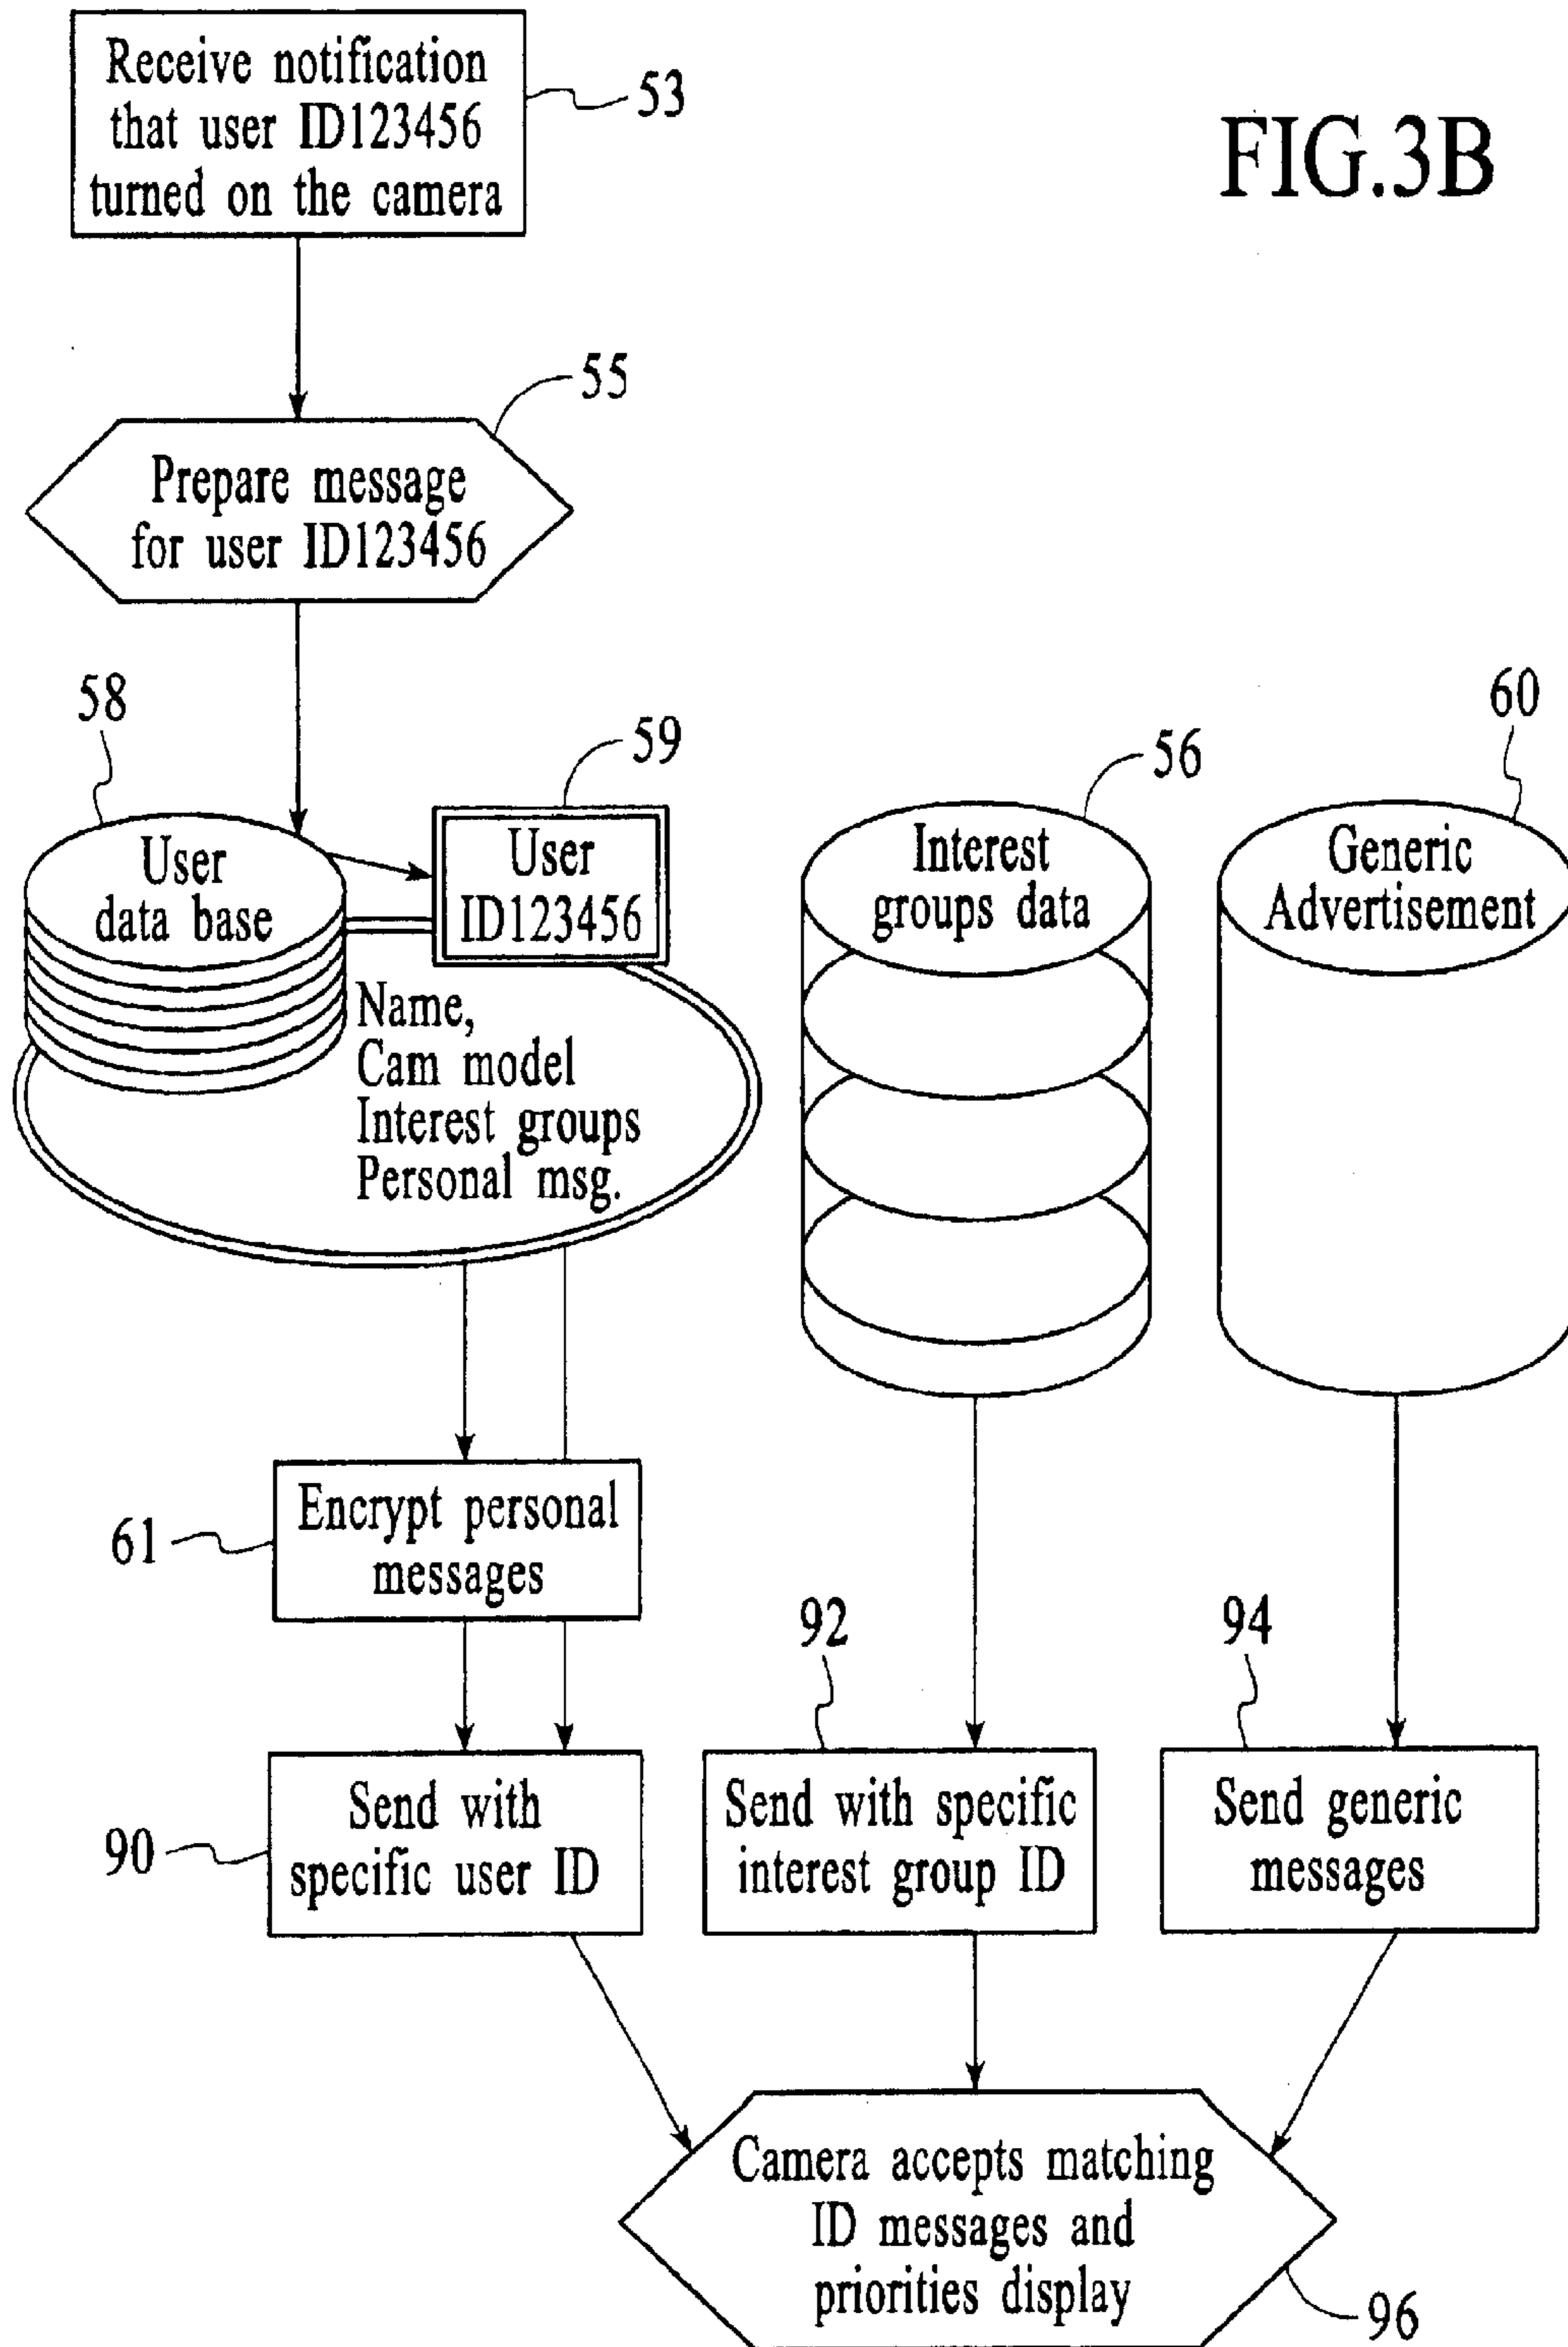 FIG.3B
Receive notification
that user ID123456
turned on the camera
53
55
Prepare message
for user ID123456
58
59
56
60
User
data base
User
ID123456
Interest
groups data
Generic
Advertisement
Name,
Cam model
Interest groups
Personal msg.
61
Encrypt personal
messages
92
94
90
Send with
specific user ID
Send with specific
interest group ID
Send generic
messages
Camera accepts matching
ID messages and
priorities display
96